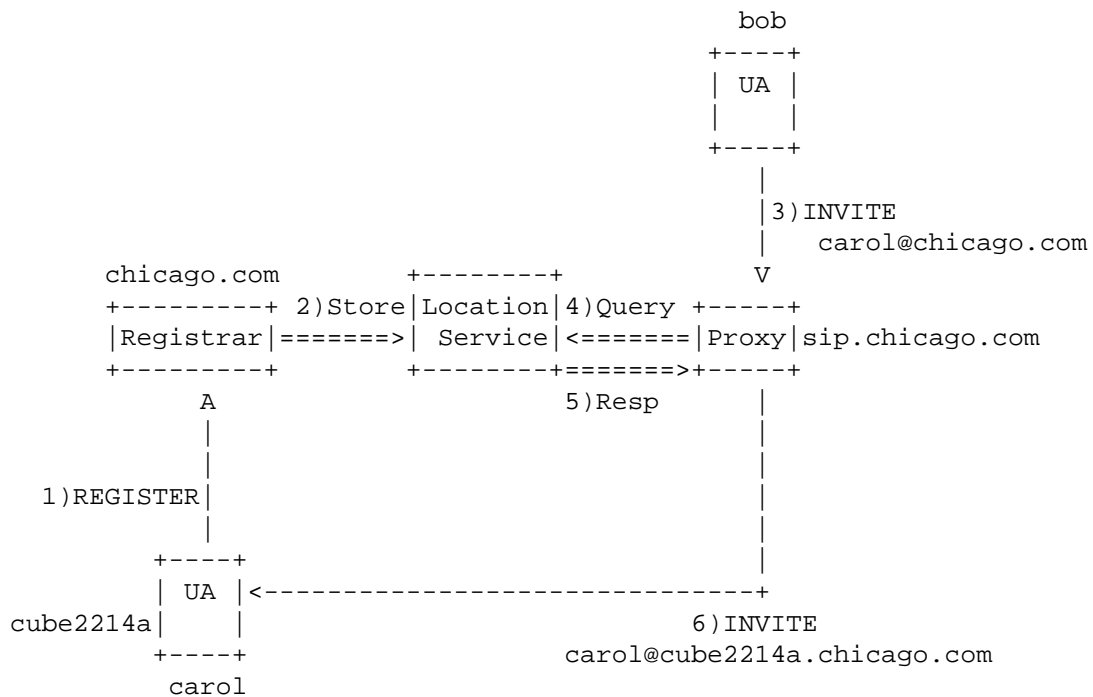 bob
UA
3)INVITE
carol@chicago.com
chicago.com
V
2)Store
Location
4)Query
Registrar
Service
Proxy
sip.chicago.com
A
5)Resp
1)REGISTER
UA
cube2214a
6)INVITE
carol@cube2214a.chicago.com
carol